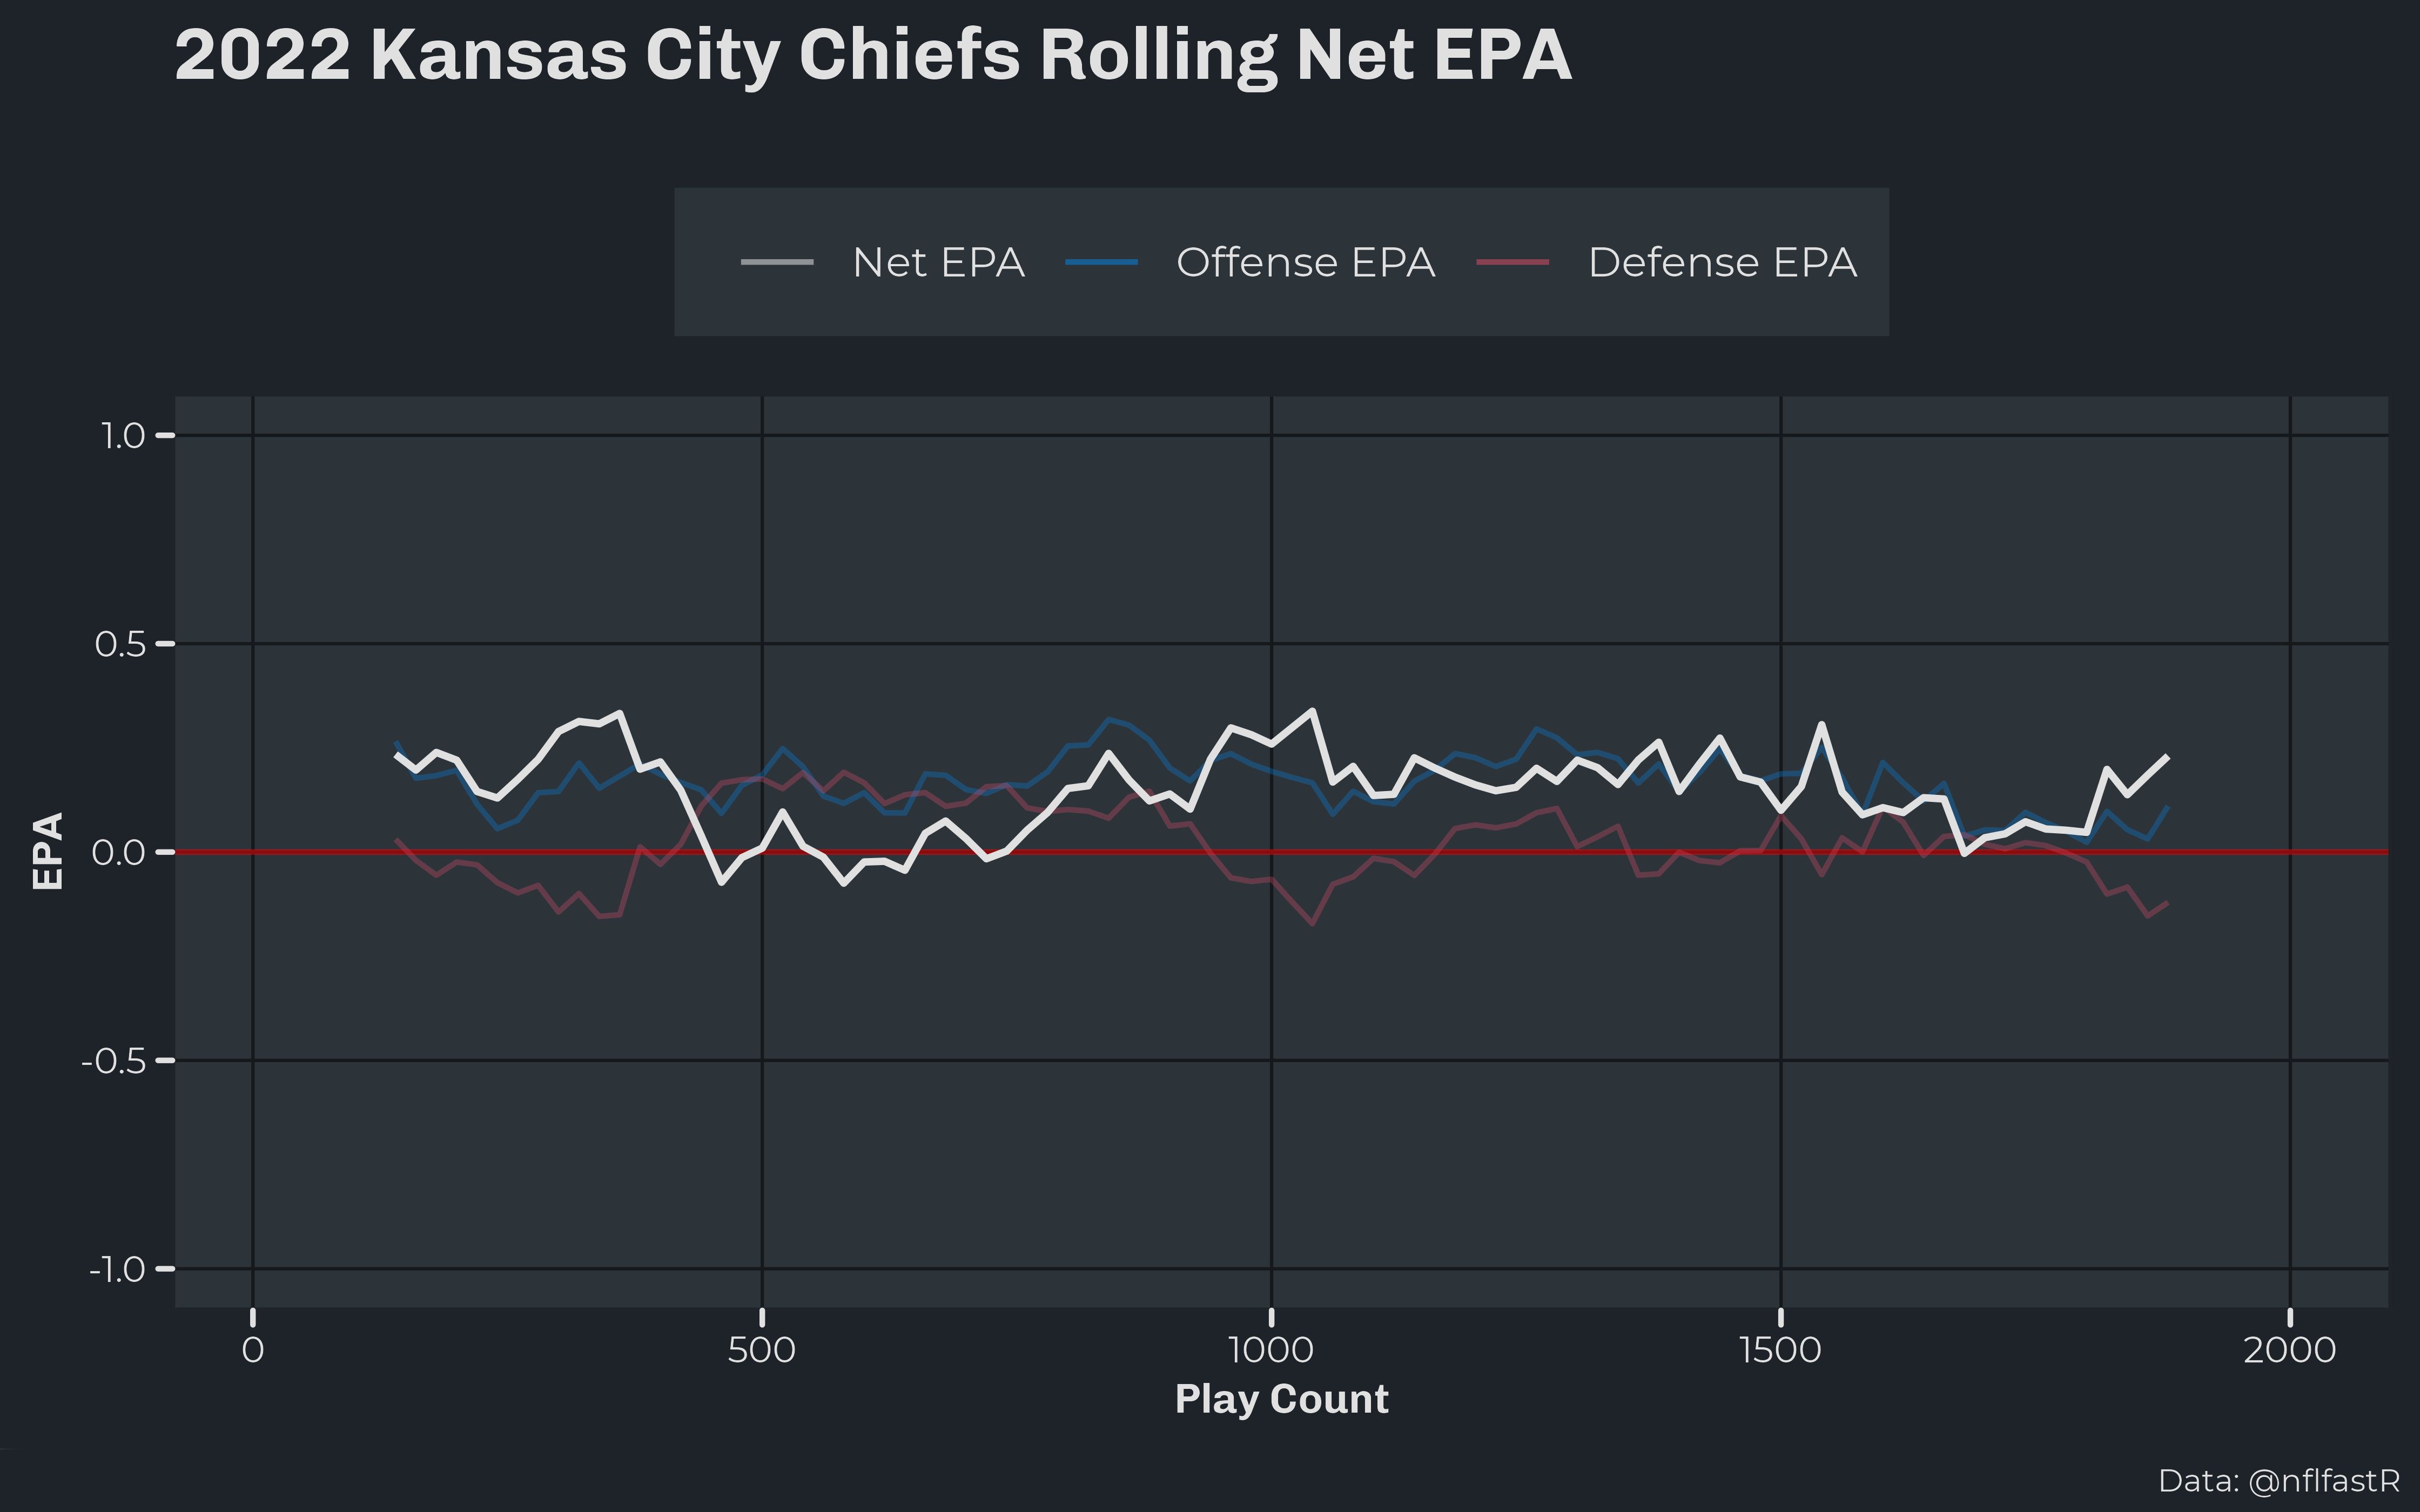 2022 Kansas City Chiefs Rolling Net EPA
Net EPA Offense EPA Defense EPA
1.0
0.5
0.0
-0.5
-1.0
EPA
0 500 1000 1500 2000
Play Count
Data: @nflfastR